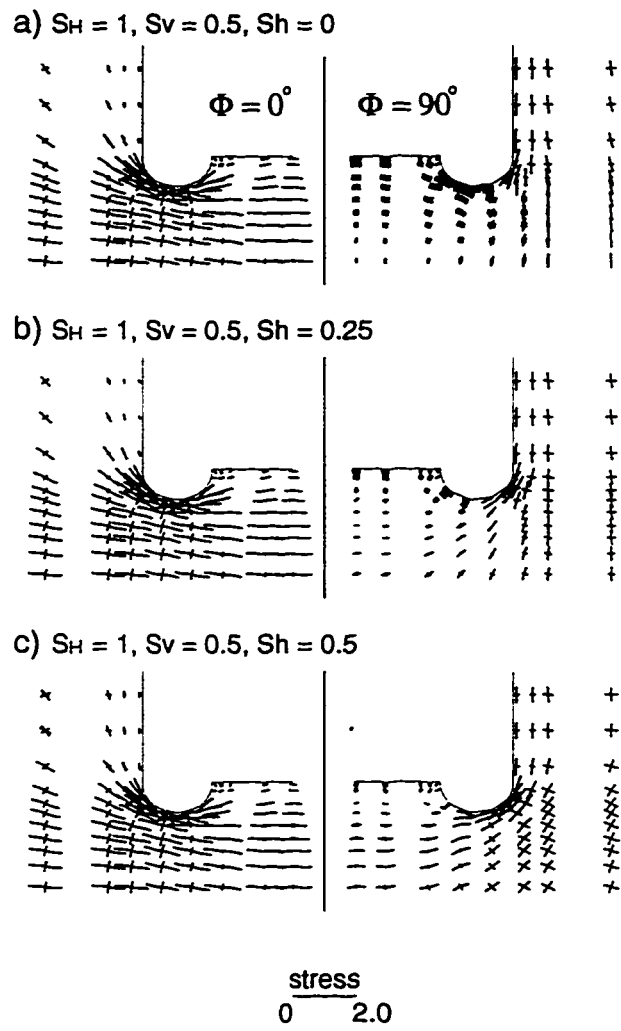 a) SH = 1, Sv = 0.5, Sh = 0
Φ = 0° Φ = 90°
b) SH = 1, Sv = 0.5, Sh = 0.25
c) SH = 1, Sv = 0.5, Sh = 0.5
stress
0 2.0